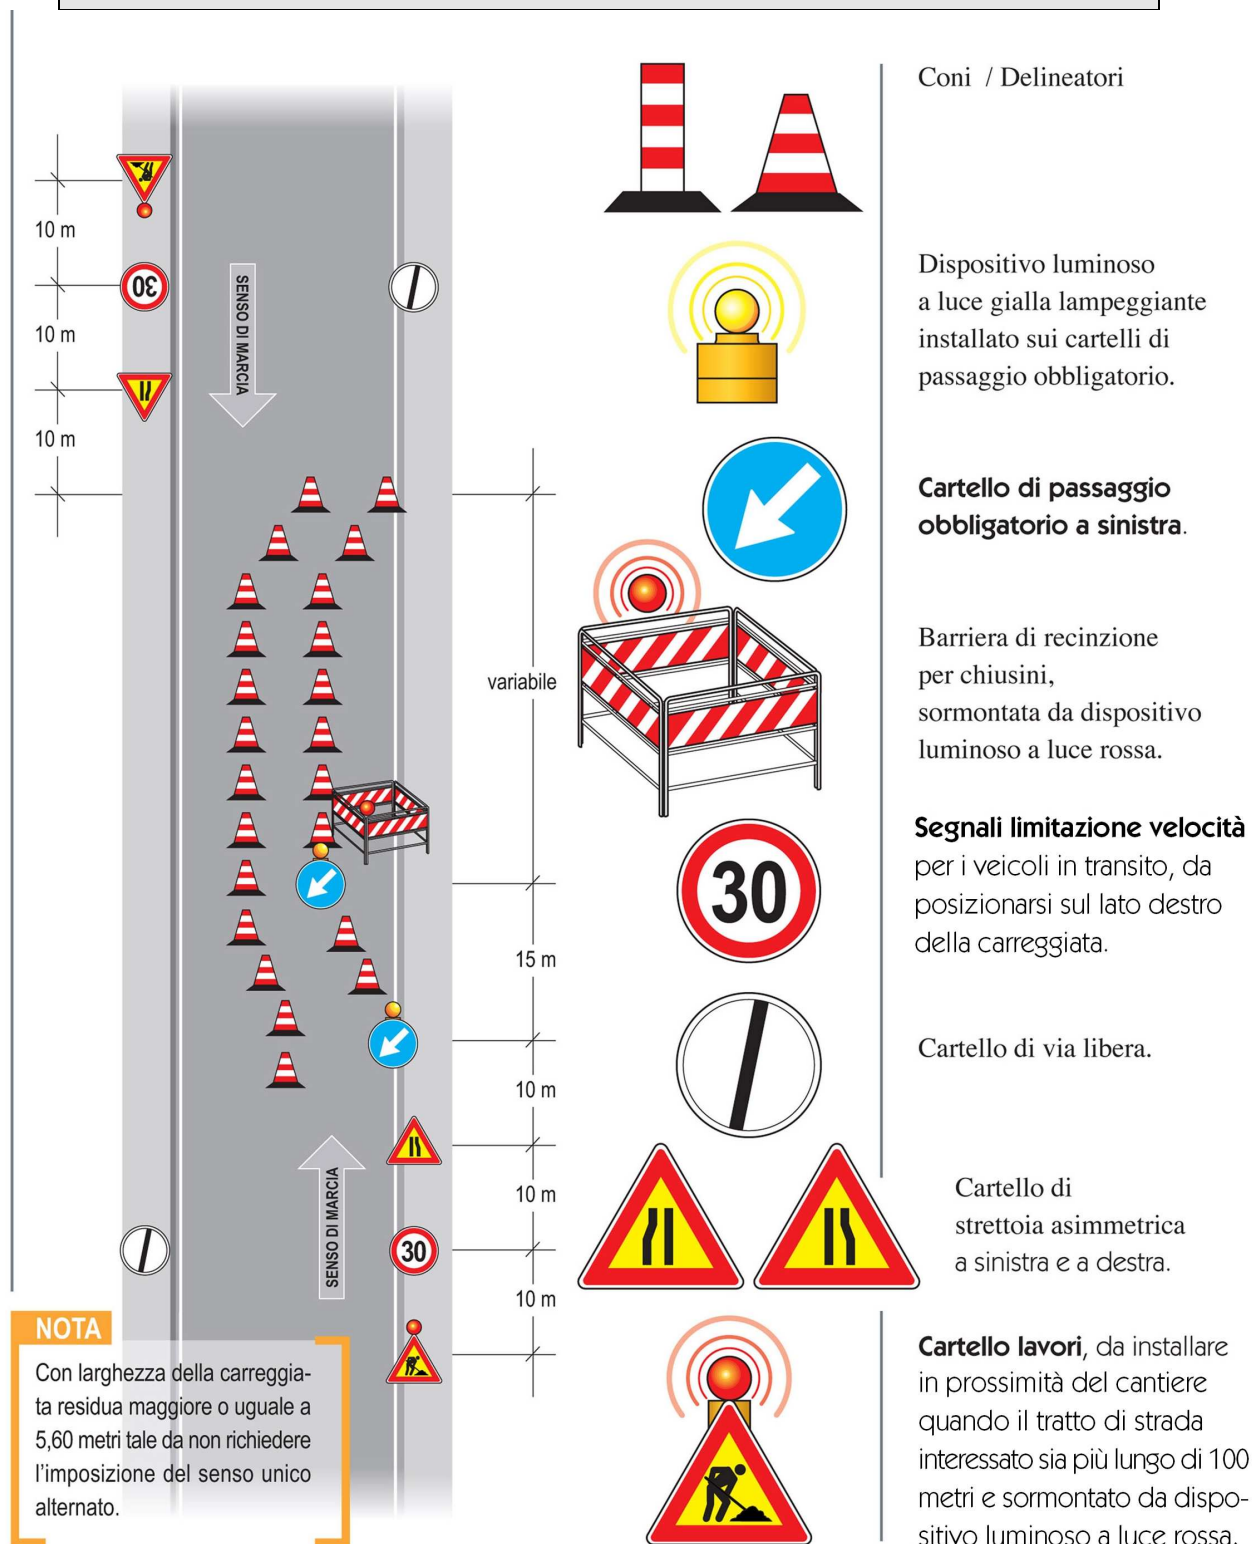 Coni / Delineatori
10 m
30
SENSO DI MARCIA
Dispositivo luminoso
a luce gialla lampeggiante
installato sui cartelli di
passaggio obbligatorio.
10 m
10 m
Cartello di passaggio
obbligatorio a sinistra.
variabile
Barriera di recinzione
per chiusini,
sormontata da dispositivo
luminoso a luce rossa.
30
Segnali limitazione velocità
per i veicoli in transito, da
posizionarsi sul lato destro
della carreggiata.
15 m
Cartello di via libera.
10 m
SENSO DI MARCIA
10 m
30
10 m
Cartello di
strettoia asimmetrica
a sinistra e a destra.
NOTA
Con larghezza della carreggia-
ta residua maggiore o uguale a
5,60 metri tale da non richiedere
l'imposizione del senso unico
alternato.
Cartello lavori, da installare
in prossimità del cantiere
quando il tratto di strada
interessato sia più lungo di 100
metri e sormontato da dispo-
sitivo luminoso a luce rossa.